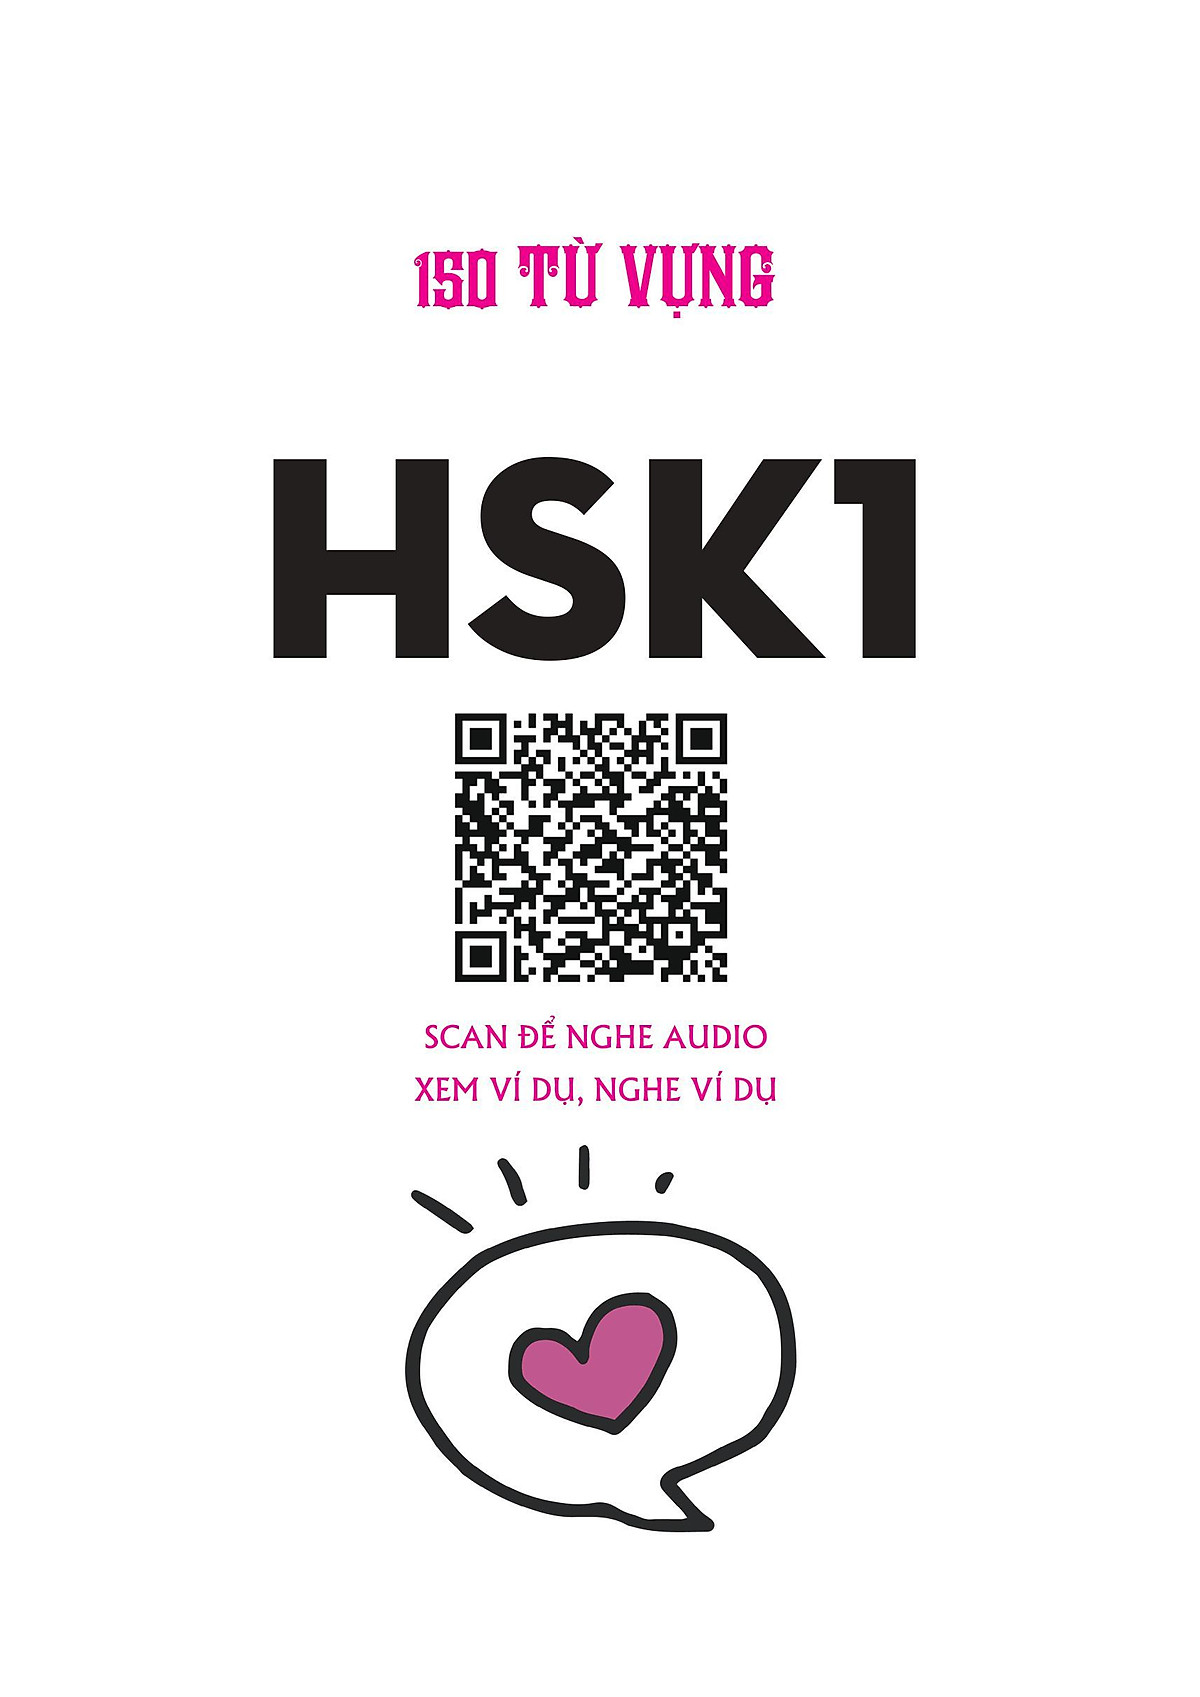 150 TỪ VỰNG
HSK1
SCAN ĐỂ NGHE AUDIO
XEM VÍ DỤ, NGHE VÍ DỤ